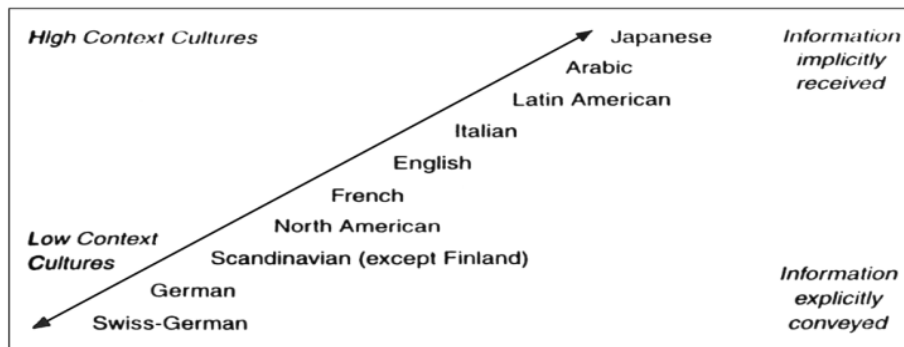 High Context Cultures
Japanese
Information
implicitly
received
Arabic
Latin American
Italian
English
French
North American
Low Context
Cultures
Scandinavian (except Finland)
German
Swiss-German
Information
explicitly
conveyed